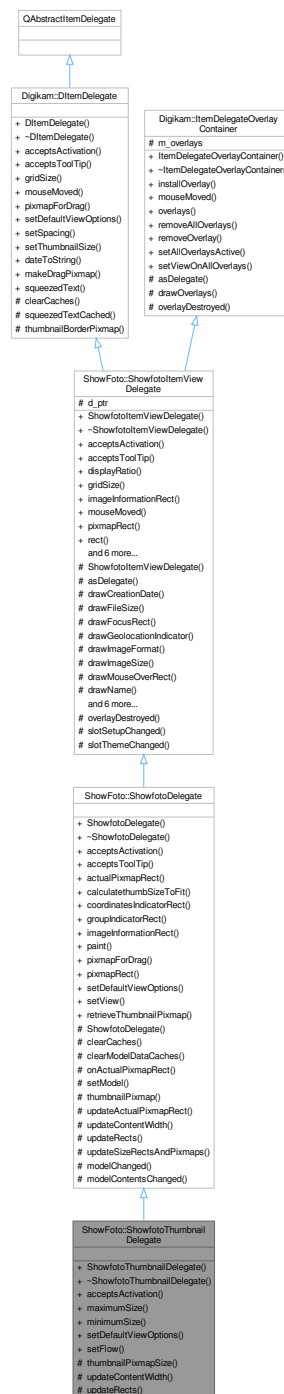 QAbstractItemDelegate
Digikam::DItemDelegate
+ DItemDelegate()
+ ~DItemDelegate()
+ acceptsActivation()
+ acceptsToolTip()
+ gridSize()
+ mouseMoved()
+ pixmapForDrag()
+ setDefaultViewOptions()
+ setSpacing()
+ setThumbnailSize()
+ dateToString()
+ makeDragPixmap()
+ squeezedText()
# clearCaches()
# squeezedTextCached()
# thumbnailBorderPixmap()
Digikam::ItemDelegateOverlay
Container
# m_overlays
+ ItemDelegateOverlayContainer()
+ ~ItemDelegateOverlayContainer
+ installOverlay()
+ mouseMoved()
+ overlays()
+ removeAllOverlays()
+ removeOverlay()
+ setAllOverlaysActive()
+ setViewOnAllOverlays()
# asDelegate()
# drawOverlays()
# overlayDestroyed()
ShowFoto::ShowfotoItemView
Delegate
# d_ptr
+ ShowfotoItemViewDelegate()
+ ~ShowfotoItemViewDelegate()
+ acceptsActivation()
+ acceptsToolTip()
+ displayRatio()
+ gridSize()
+ imageInformationRect()
+ mouseMoved()
+ pixmapRect()
+ rect()
and 6 more...
# ShowfotoItemViewDelegate()
# asDelegate()
# drawCreationDate()
# drawFileSize()
# drawFocusRect()
# drawGeolocationIndicator()
# drawImageFormat()
# drawImageSize()
# drawMouseOverRect()
# drawName()
and 6 more...
# overlayDestroyed()
# slotSetupChanged()
# slotThemeChanged()
ShowFoto::ShowfotoDelegate
+ ShowfotoDelegate()
+ ~ShowfotoDelegate()
+ acceptsActivation()
+ acceptsToolTip()
+ actualPixmapRect()
+ calculatethumbSizeToFit()
+ coordinatesIndicatorRect()
+ groupIndicatorRect()
+ imageInformationRect()
+ paint()
+ pixmapForDrag()
+ pixmapRect()
+ setDefaultViewOptions()
+ setView()
+ retrieveThumbnailPixmap()
# ShowfotoDelegate()
# clearCaches()
# clearModelDataCaches()
# onActualPixmapRect()
# setModel()
# thumbnailPixmap()
# updateActualPixmapRect()
# updateContentWidth()
# updateRects()
# updateSizeRectsAndPixmaps()
# modelChanged()
# modelContentsChanged()
ShowFoto::ShowfotoThumbnail
Delegate
+ ShowfotoThumbnailDelegate()
+ ~ShowfotoThumbnailDelegate()
+ acceptsActivation()
+ maximumSize()
+ minimumSize()
+ setDefaultViewOptions()
+ setFlow()
# thumbnailPixmapSize()
# updateContentWidth()
# updateRects()